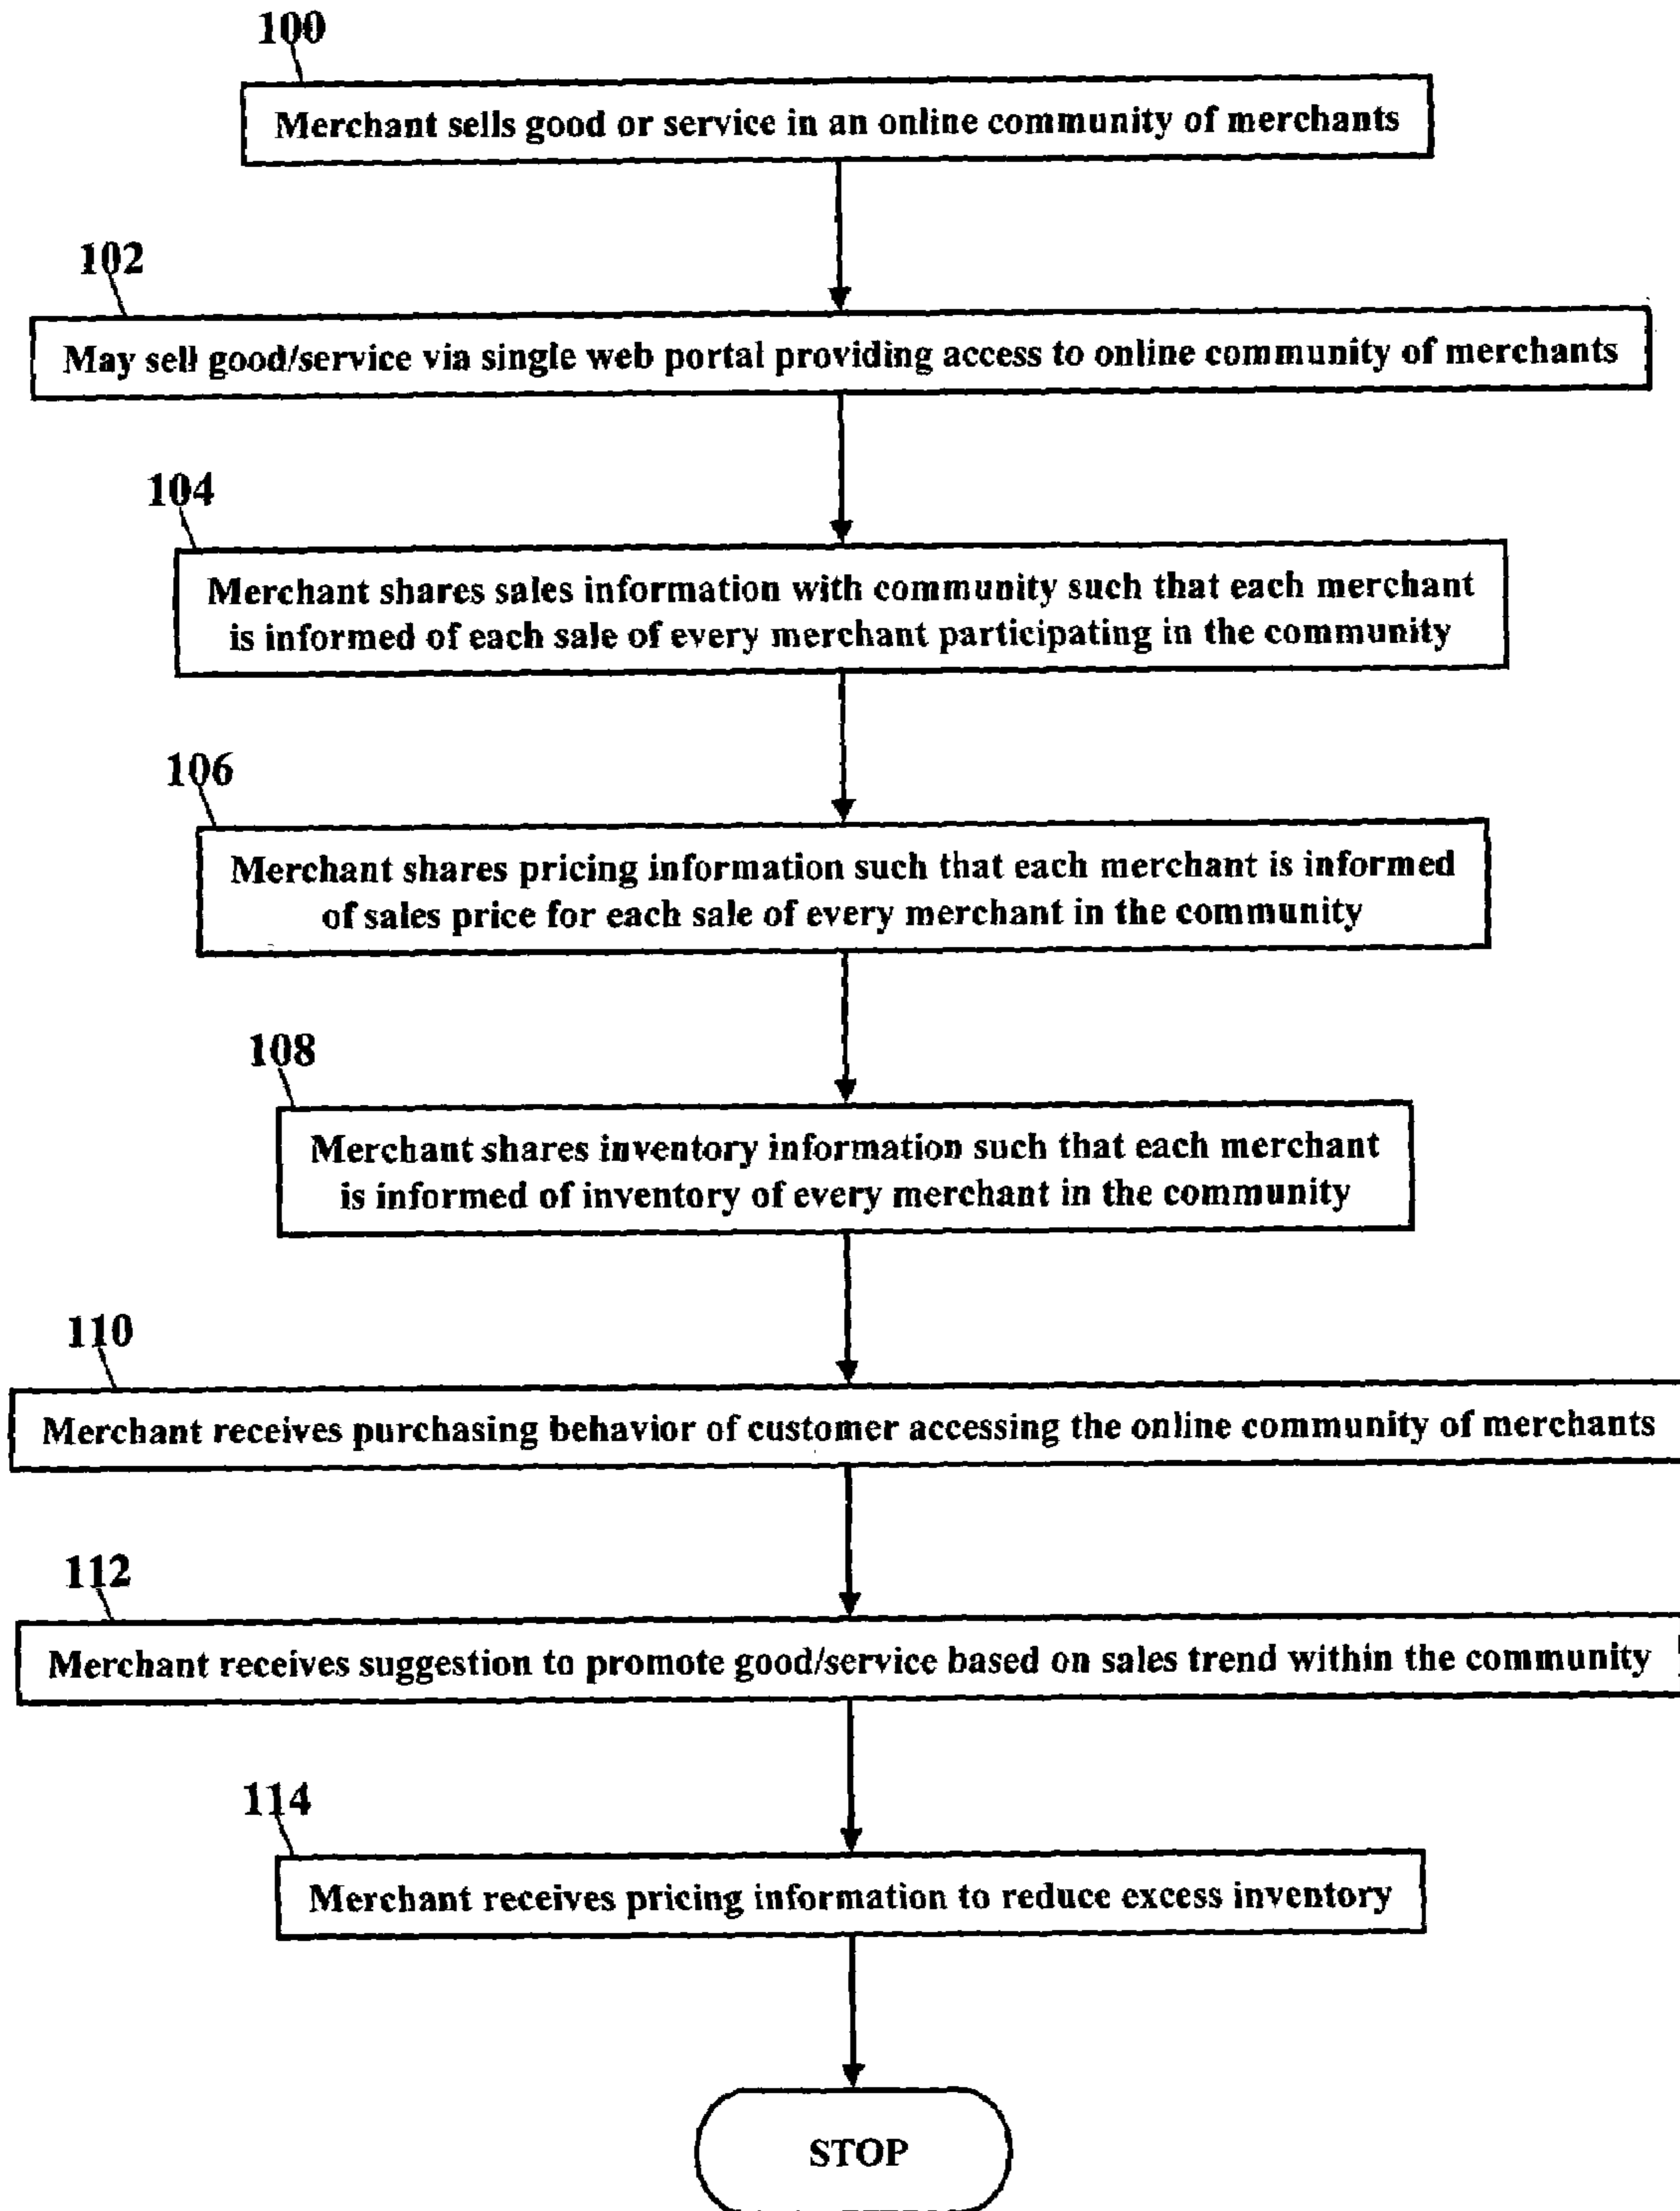 100
Merchant sells good or service in an online community of merchants
102
May sell good/service via single web portal providing access to online community of merchants
104
Merchant shares sales information with community such that each merchant
is informed of each sale of every merchant participating in the community
106
Merchant shares pricing information such that each merchant is informed
of sales price for each sale of every merchant in the community
108
Merchant shares inventory information such that each merchant
is informed of inventory of every merchant in the community
110
Merchant receives purchasing behavior of customer accessing the online community of merchants
112
Merchant receives suggestion to promote good/service based on sales trend within the community
114
Merchant receives pricing information to reduce excess inventory
STOP